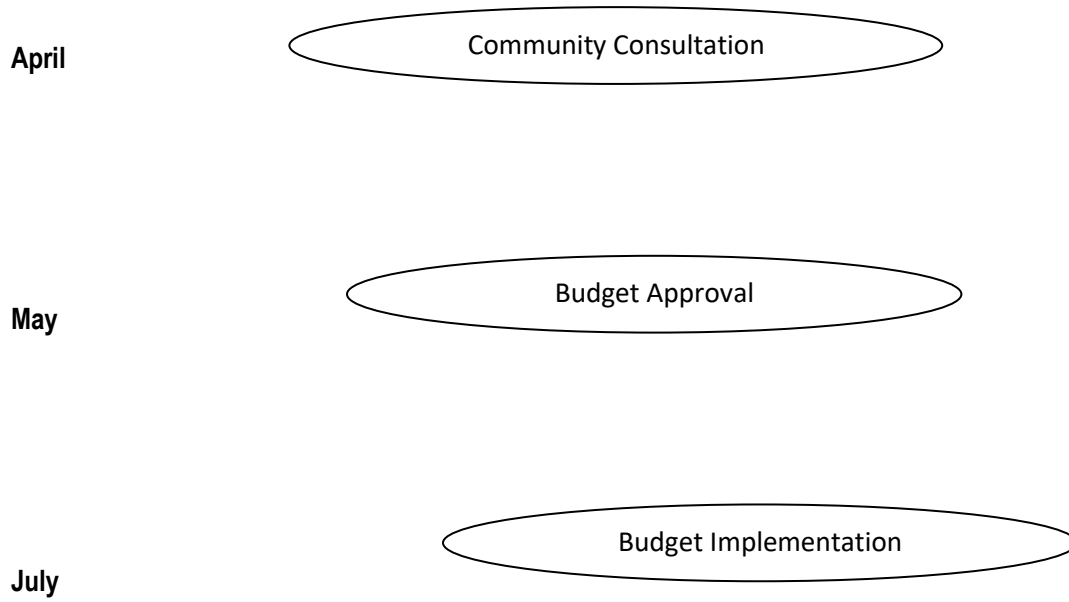 April
Community Consultation
May
Budget Approval
July
Budget Implementation